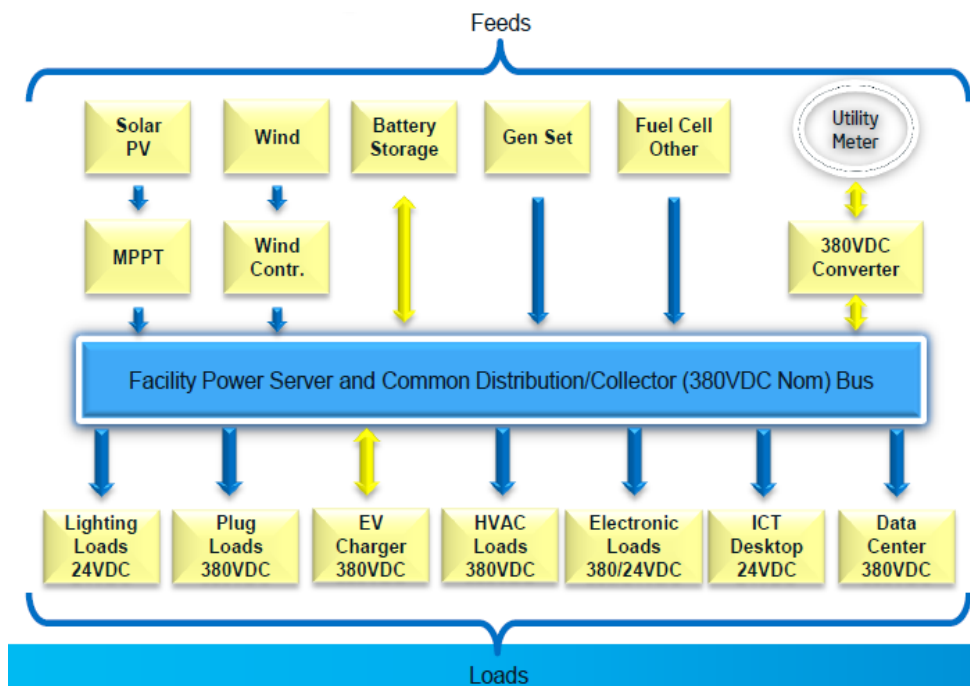 Feeds
Solar
PV
Wind
Battery
Storage
Gen Set
Fuel Cell
Other
Utility
Meter
MPPT
Wind
Contr.
380VDC
Converter
Facility Power Server and Common Distribution/Collector (380VDC Nom) Bus
Lighting
Loads
24VDC
Plug
Loads
380VDC
EV
Charger
380VDC
HVAC
Loads
380VDC
Electronic
Loads
380/24VDC
ICT
Desktop
24VDC
Data
Center
380VDC
Loads